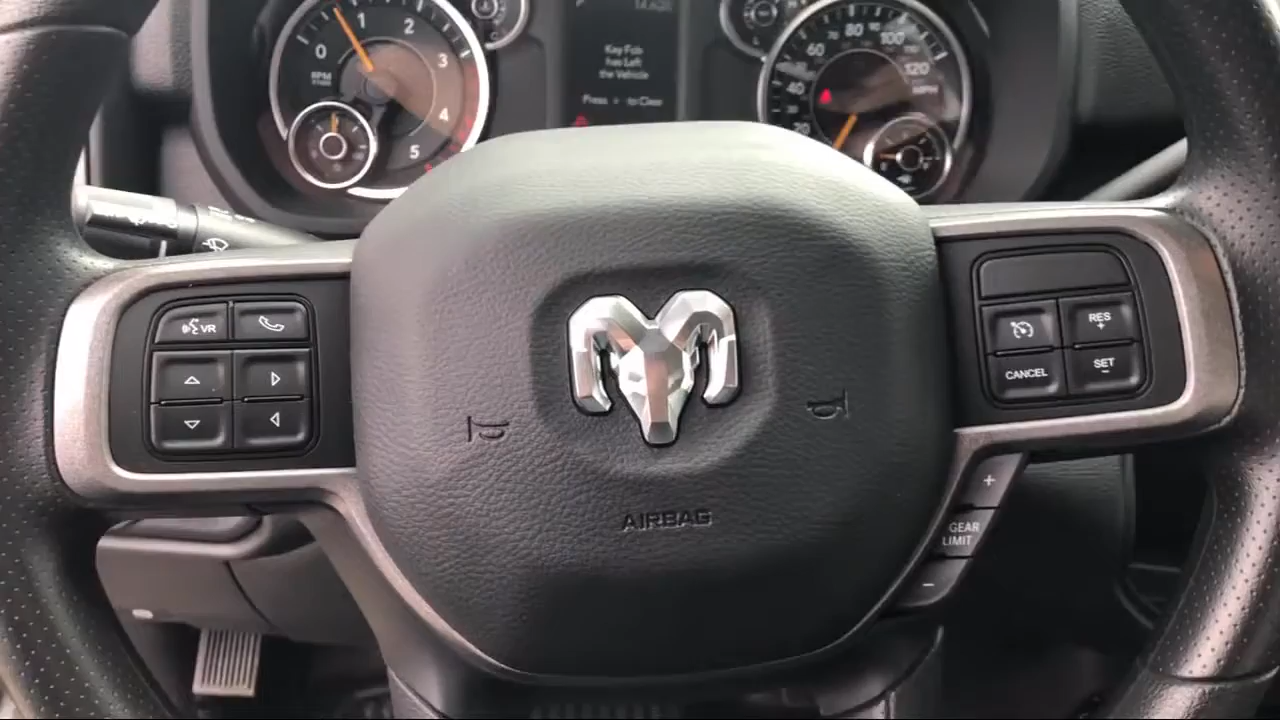 0 1 2 3 4 5
RPM
C
Key Fob
has Left
the Vehicle
Press to Clear
20 40 60 80 100 120
MPH
VR
RES
+
CANCEL
SET
-
AIRBAG
+
GEAR
LIMIT
-